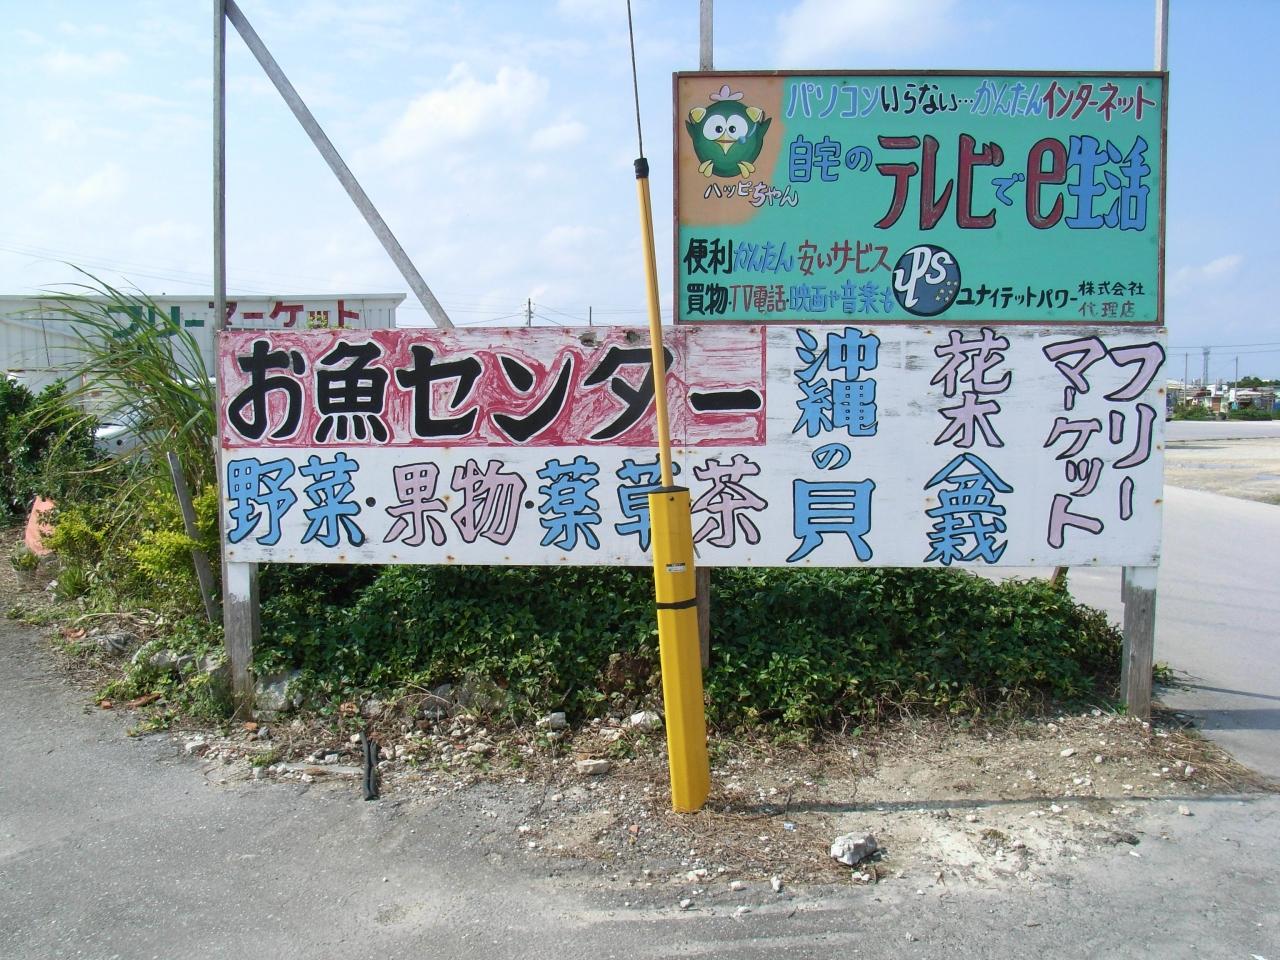 パソコンいらない…かんたんインターネット
自宅のテレビでe生活
ハッピーちゃん
便利かんたん安いサービス
買物・TV電話・映画や音楽も
ups
ユナイテットパワー株式会社
代理店
フリーマーケット
お魚センター
野菜・果物・薬草茶
沖縄の貝
花木
盆栽
フリー
マーケット